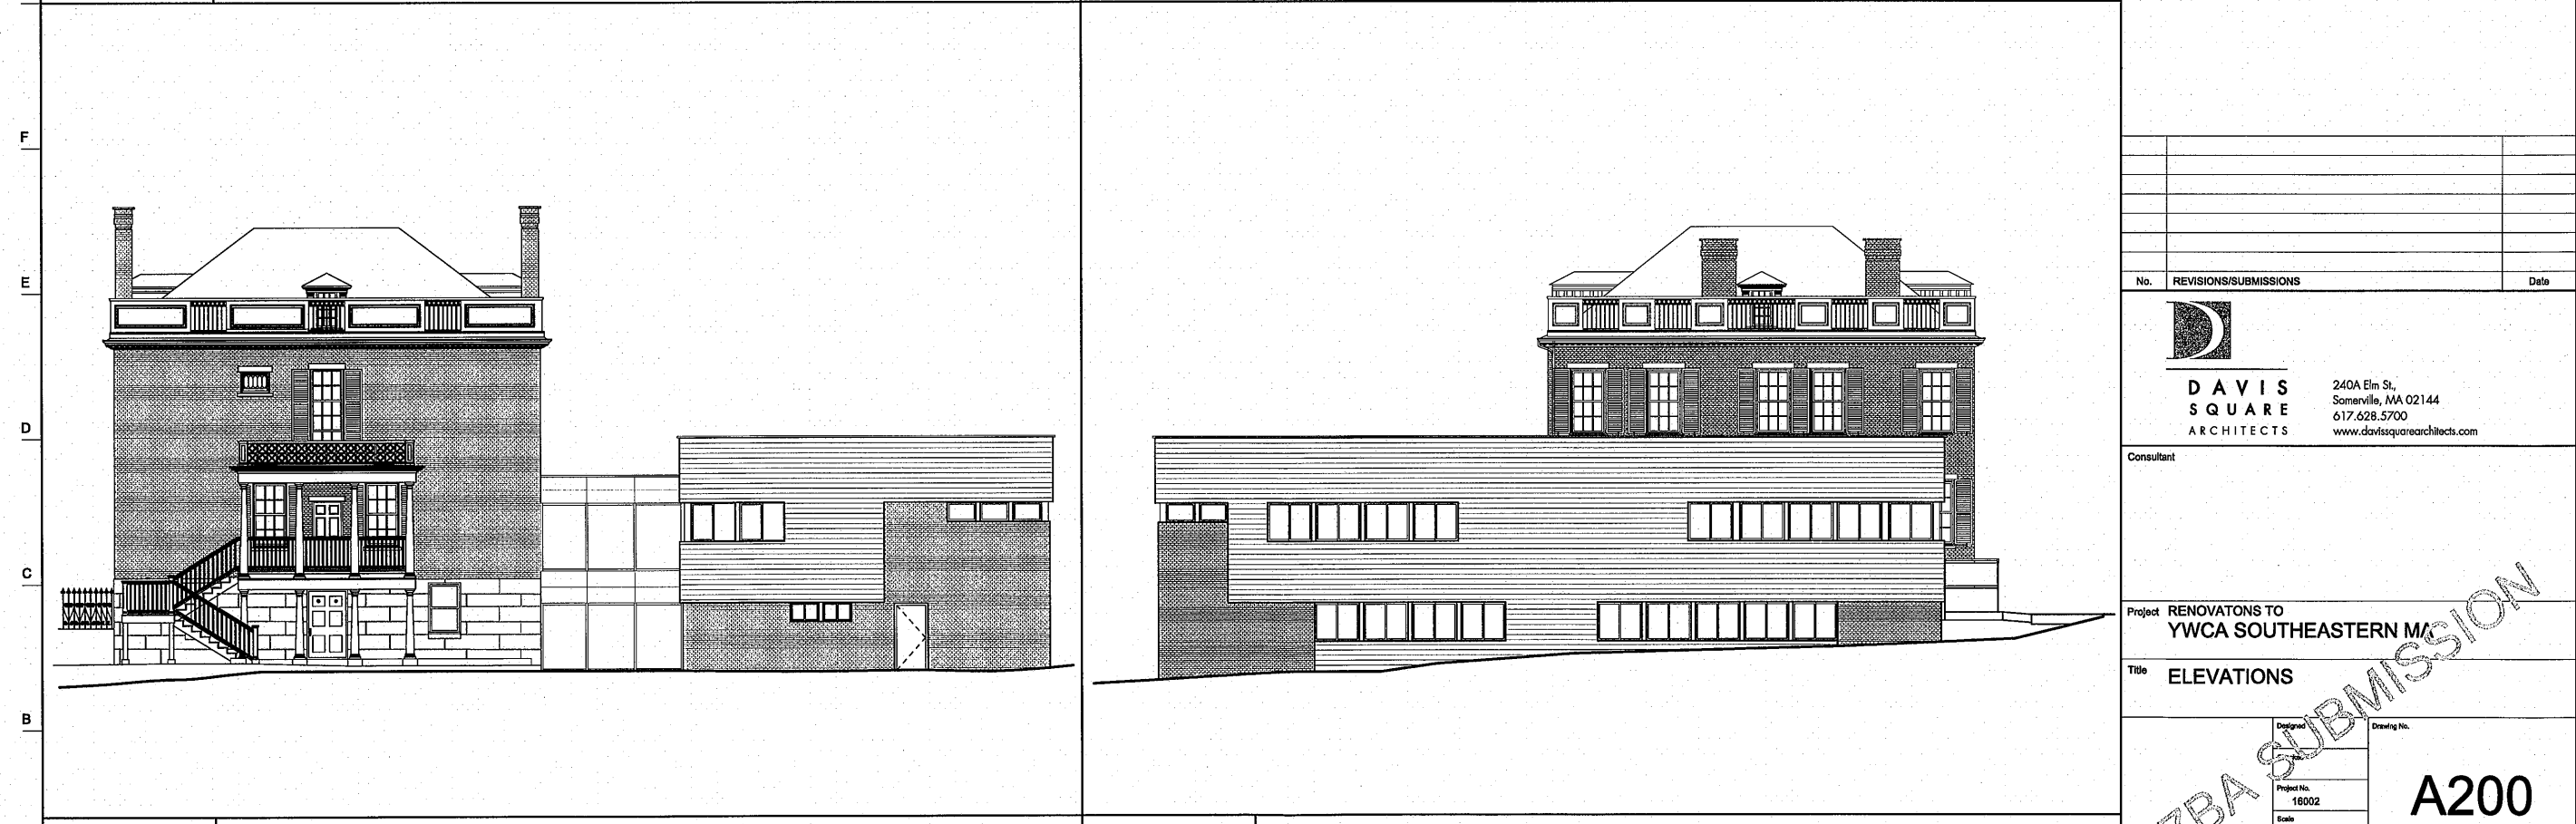 F
E
D
C
B
No. REVISIONS/SUBMISSIONS Date
DAVIS
SQUARE
ARCHITECTS
240A Elm St.,
Somerville, MA 02144
617.628.5700
www.davissquarearchitects.com
Consultant
Project RENOVATONS TO
YWCA SOUTHEASTERN MA
Title ELEVATIONS
Designed
Drawing No.
Project No.
16002
Scale
A200
ZBA SUBMISSION